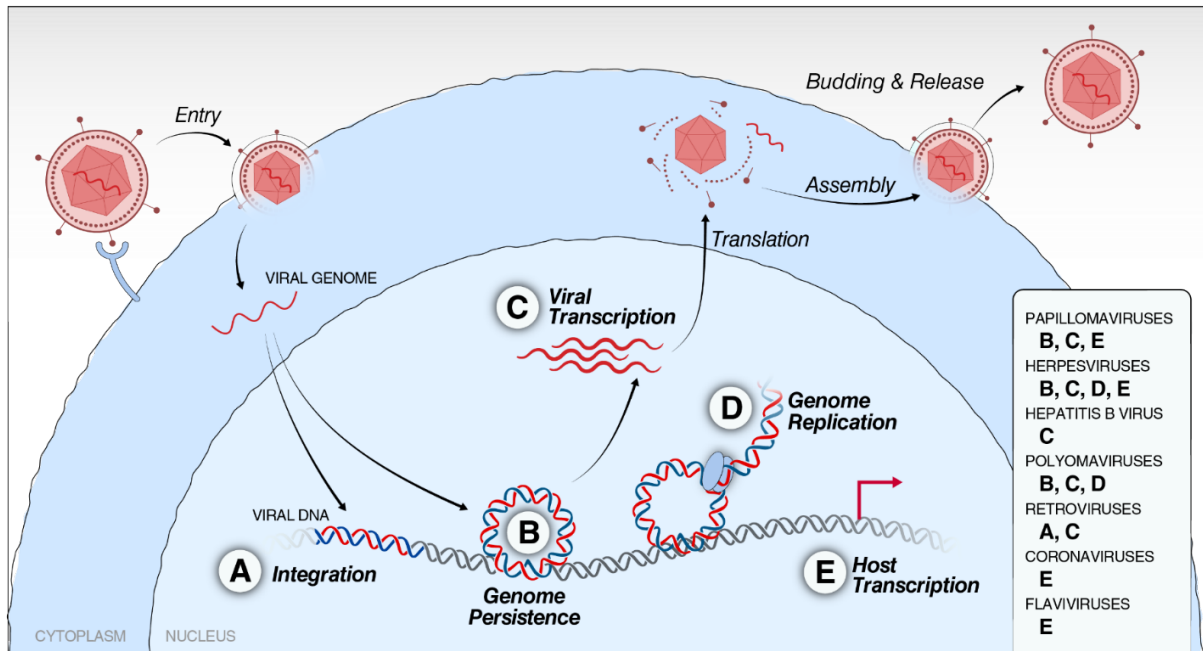 Entry
Budding & Release
Assembly
Translation
VIRAL GENOME
C Viral
Transcription
D Genome
Replication
VIRAL DNA
A Integration
B
Genome
Persistence
E Host
Transcription
CYTOPLASM
NUCLEUS
PAPILLOMAVIRUSES
B, C, E
HERPESVIRUSES
B, C, D, E
HEPATITIS B VIRUS
C
POLYOMAVIRUSES
B, C, D
RETROVIRUSES
A, C
CORONAVIRUSES
E
FLAVIVIRUSES
E